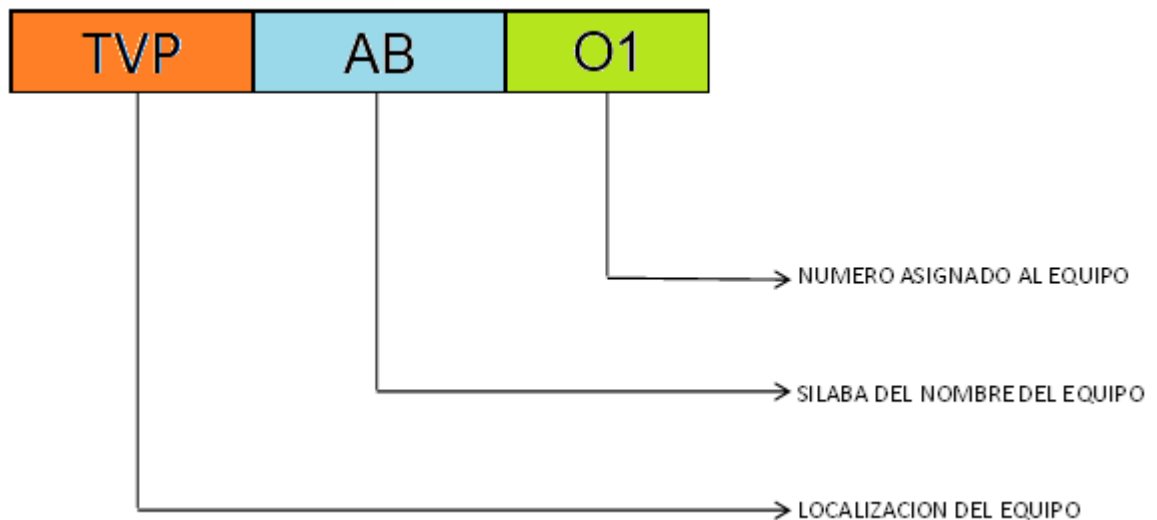 TVP AB O1
NUMERO ASIGNADO AL EQUIPO
SILABA DEL NOMBRE DEL EQUIPO
LOCALIZACION DEL EQUIPO